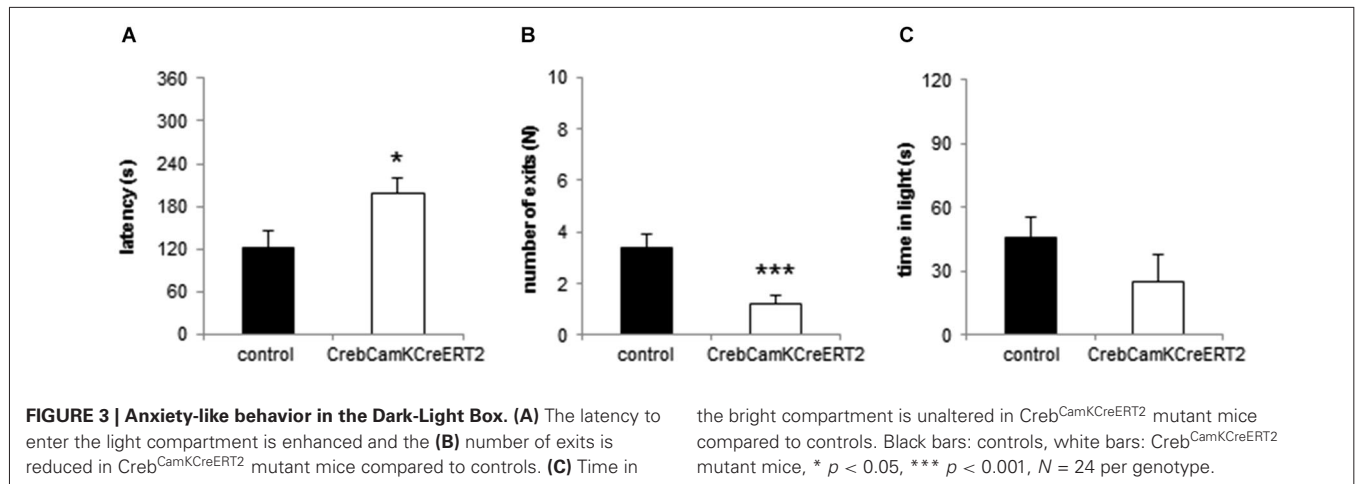 A
360
300
240
180
120
60
0
latency (s)
*
control CrebCamKCreERT2
B
10
8
6
4
2
0
number of exits (N)
***
control CrebCamKCreERT2
C
120
90
60
30
0
time in light (s)
control CrebCamKCreERT2
FIGURE 3 | Anxiety-like behavior in the Dark-Light Box. (A) The latency to
enter the light compartment is enhanced and the (B) number of exits is
reduced in CrebCamKCreERT2 mutant mice compared to controls. (C) Time in
the bright compartment is unaltered in CrebCamKCreERT2 mutant mice
compared to controls. Black bars: controls, white bars: CrebCamKCreERT2
mutant mice, * p < 0.05, *** p < 0.001, N = 24 per genotype.